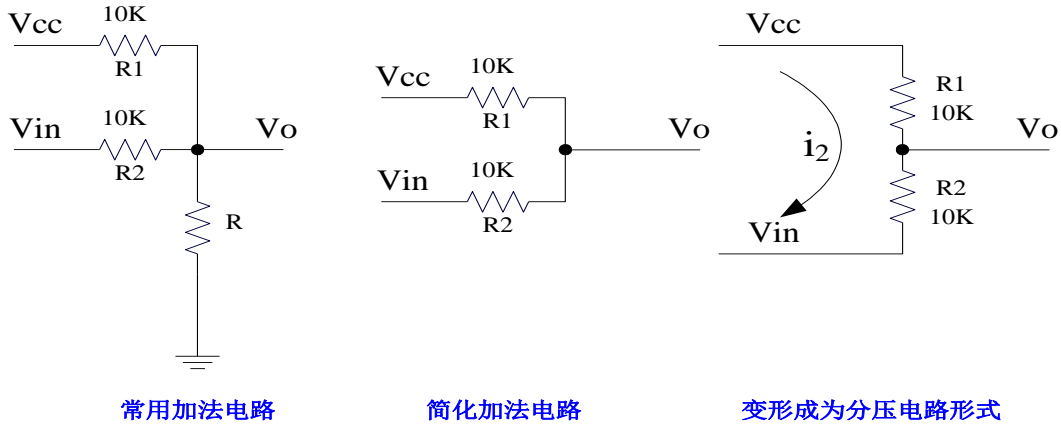 Vcc
10K
R1
Vin
10K
R2
Vo
R
常用加法电路
Vcc
10K
R1
Vin
10K
R2
Vo
简化加法电路
Vcc
R1
10K
Vo
i2
R2
10K
Vin
变形成为分压电路形式